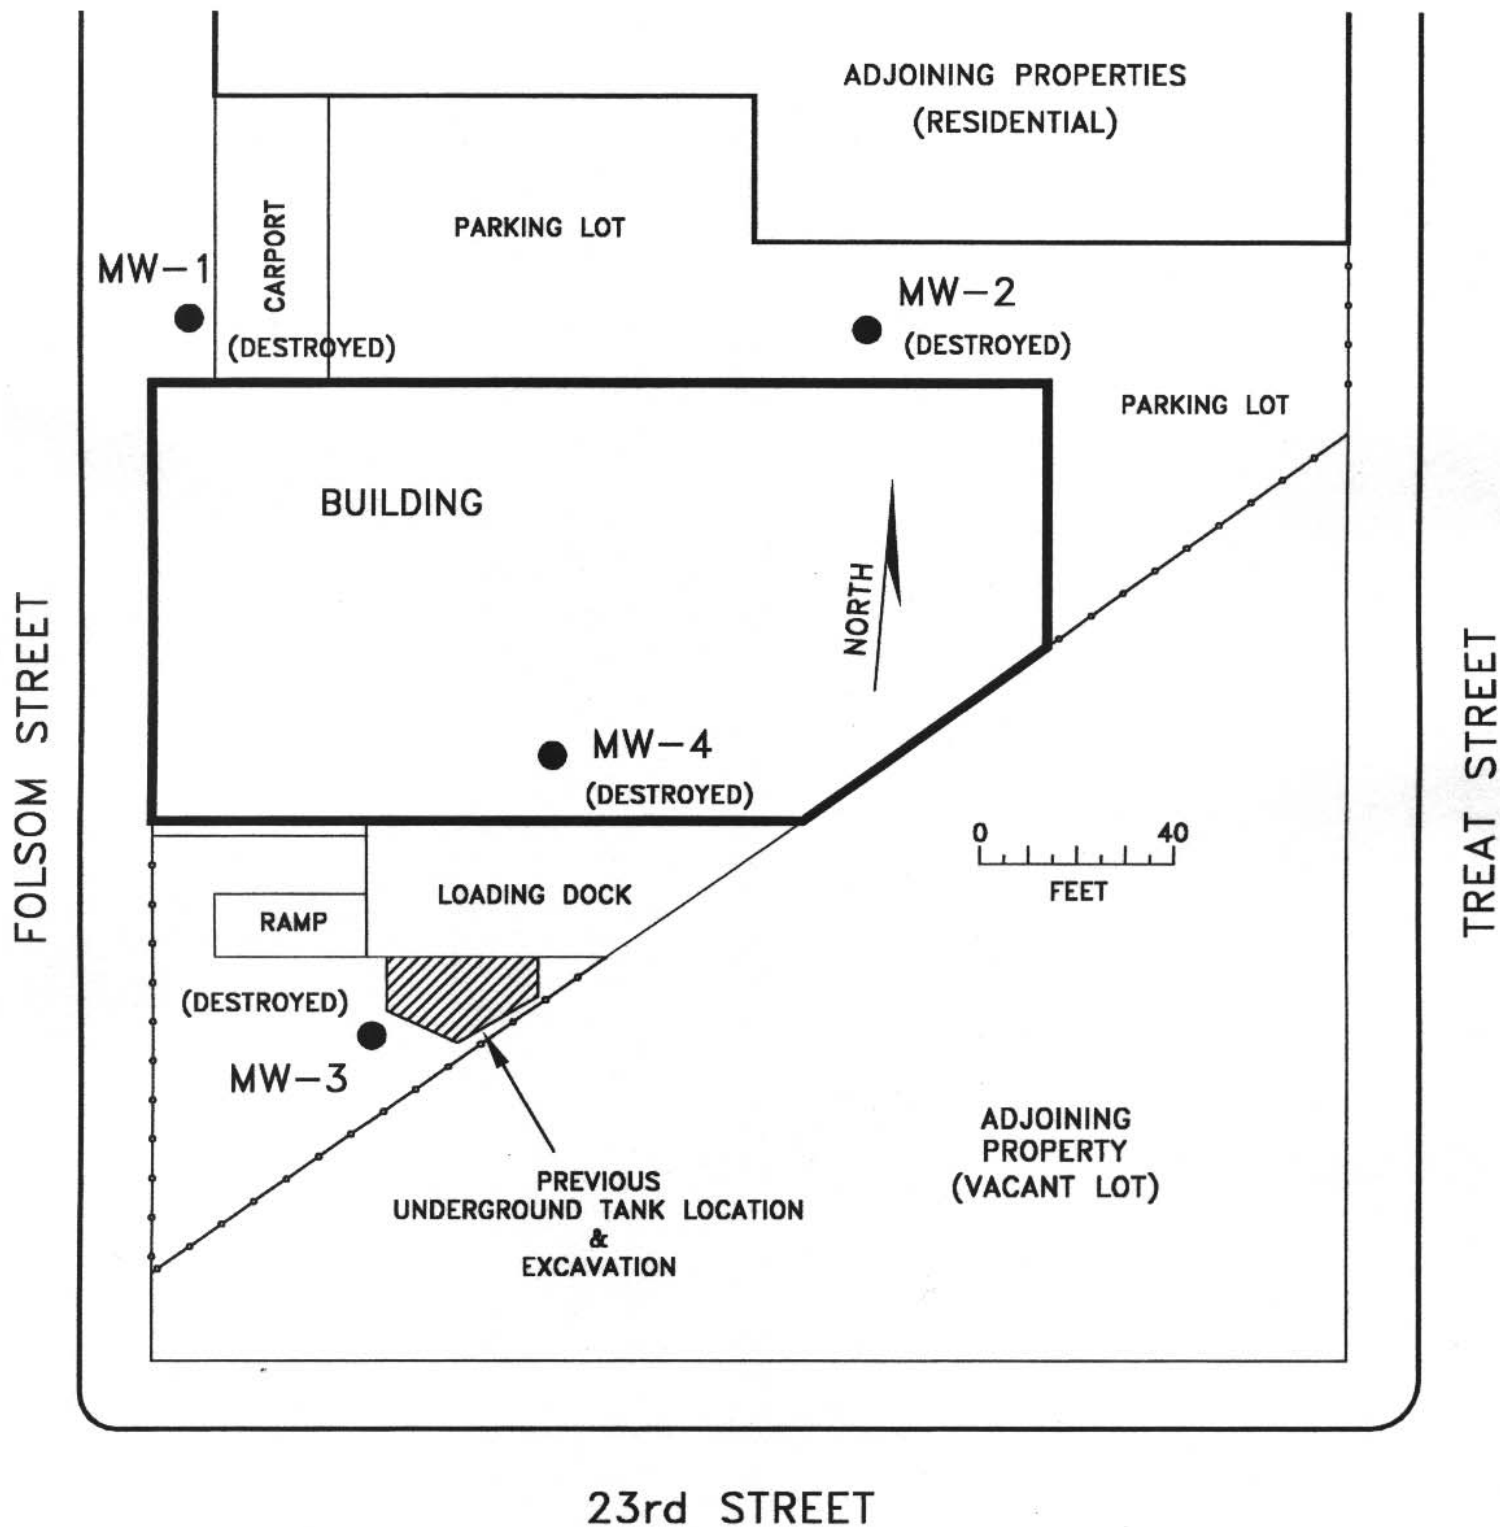 ADJOINING PROPERTIES
(RESIDENTIAL)
CARPORT
PARKING LOT
MW-1
(DESTROYED)
MW-2
(DESTROYED)
PARKING LOT
BUILDING
NORTH
FOLSOM STREET
TREAT STREET
MW-4
(DESTROYED)
0 40
FEET
LOADING DOCK
RAMP
(DESTROYED)
MW-3
PREVIOUS
UNDERGROUND TANK LOCATION
&
EXCAVATION
ADJOINING
PROPERTY
(VACANT LOT)
23rd STREET